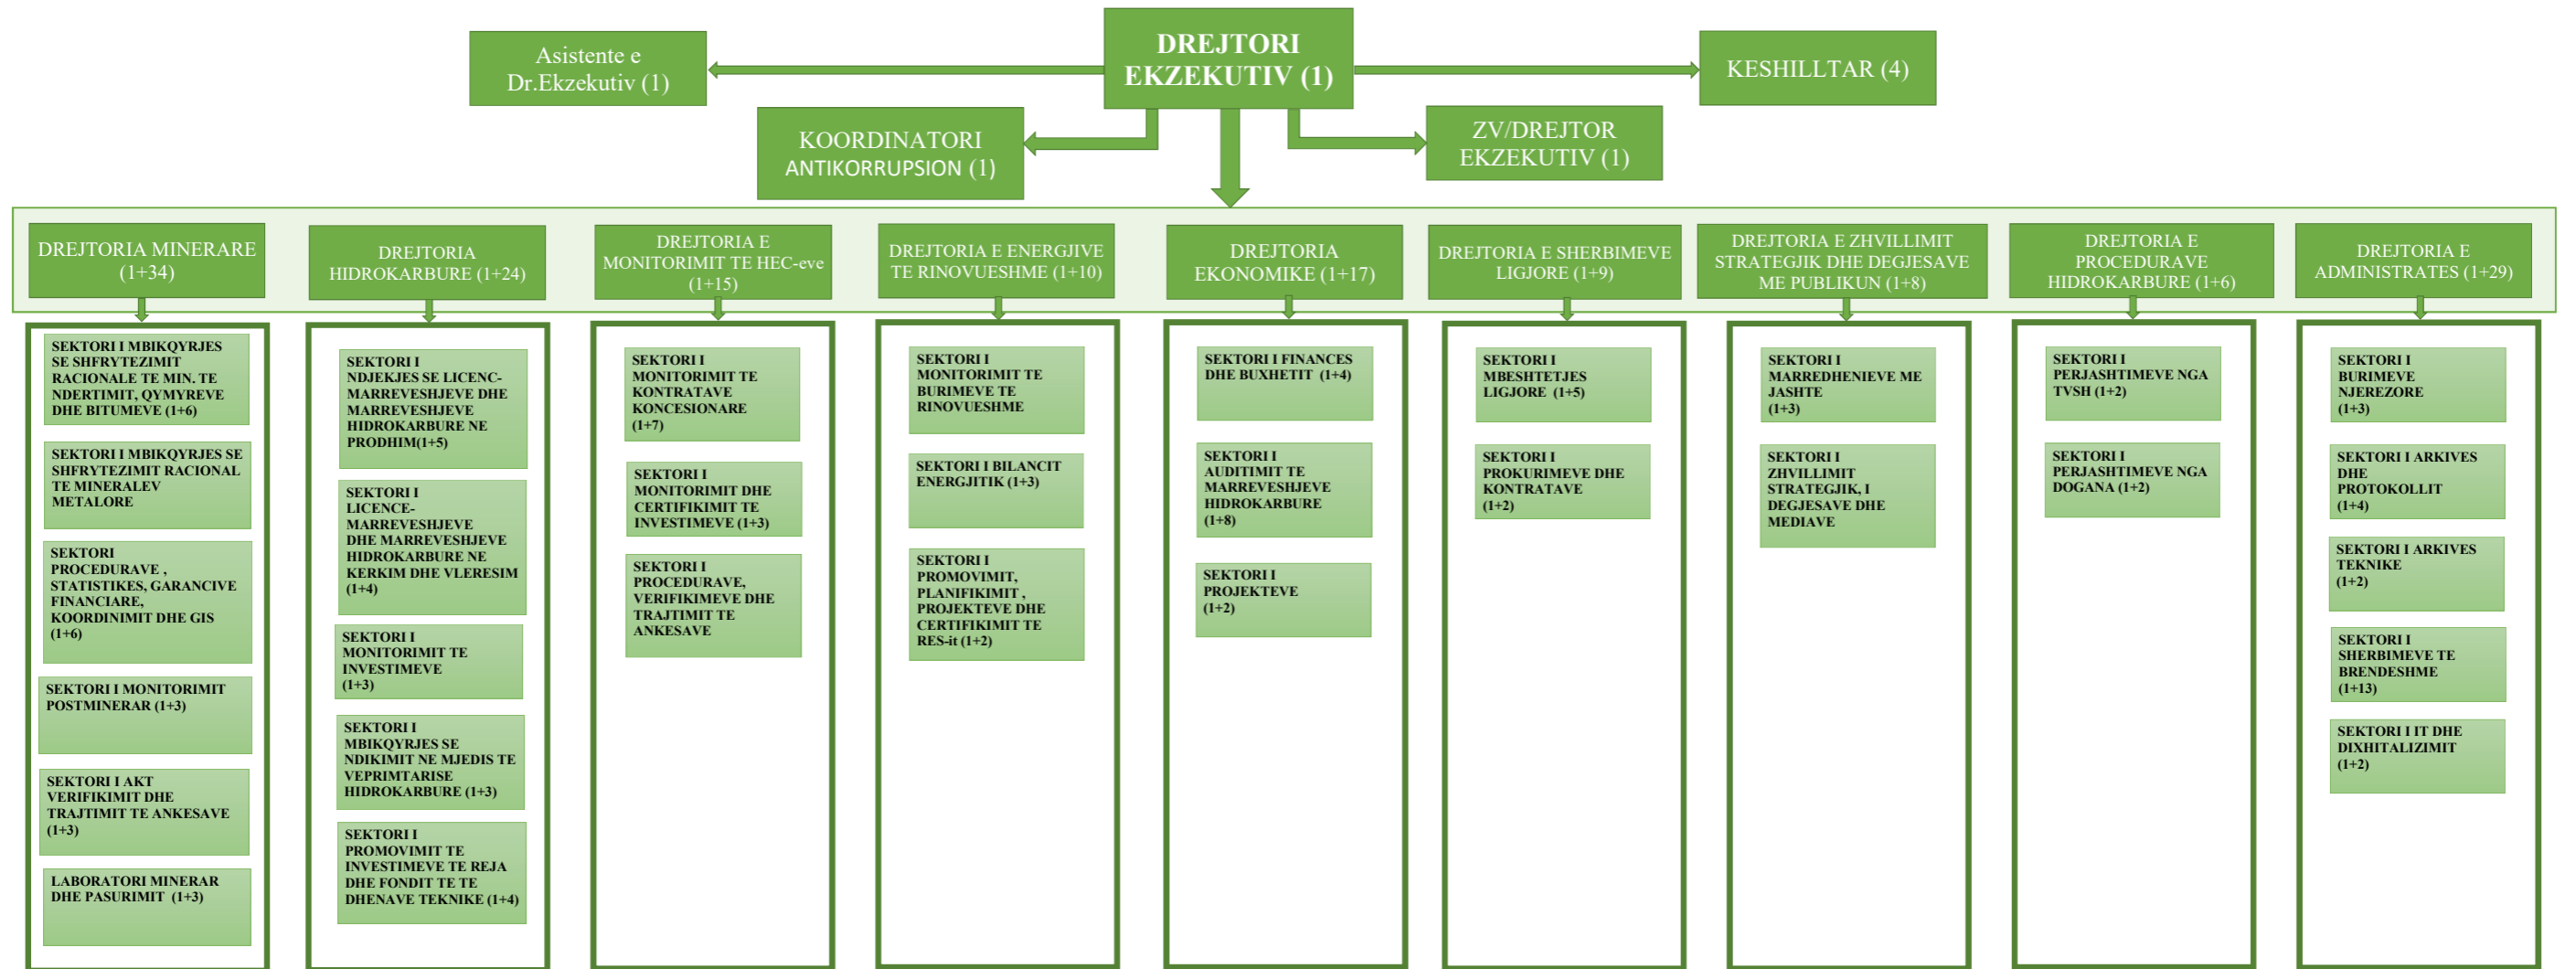 DREJTORI
EKZEKUTIV (1)
Asistente e
Dr.Ekzekutiv (1)
KESHILLTAR (4)
KOORDINATORI
ANTIKORRUPSION (1)
ZV/DREJTOR
EKZEKUTIV (1)
DREJTORIA MINERARE
(1+34)
DREJTORIA
HIDROKARBURE (1+24)
DREJTORIA E
MONITORIMIT TE HEC-eve
(1+15)
DREJTORIA E ENERGJIVE
TE RINOVUESHME (1+10)
DREJTORIA
EKONOMIKE (1+17)
DREJTORIA E SHERBIMEVE
LIGJORE (1+9)
DREJTORIA E ZHVILLIMIT
STRATEGJIK DHE DEGJESAVE
ME PUBLIKUN (1+8)
DREJTORIA E
PROCEDURAVE
HIDROKARBURE (1+6)
DREJTORIA E
ADMINISTRATES (1+29)
SEKTORI I MBIKQYRJES
SE SHFRYTEZIMIT
RACIONALE TE MIN. TE
NDERTIMIT, QYMYREVE
DHE BITUMEVE (1+6)
SEKTORI I MBIKQYRJES SE
SHFRYTEZIMIT RACIONAL
TE MINERALEV
METALORE
SEKTORI
PROCEDURAVE ,
STATISTIKES, GARANCIVE
FINANCIARE,
KOORDINIMIT DHE GIS
(1+6)
SEKTORI I MONITORIMIT
POSTMINERAR (1+3)
SEKTORI I AKT
VERIFIKIMIT DHE
TRAJTIMIT TE ANKESAVE
(1+3)
LABORATORI MINERAR
DHE PASURIMIT (1+3)
SEKTORI I
NDJEKJES SE LICENC-
MARREVESHJEVE DHE
MARREVESHJEVE
HIDROKARBURE NE
PRODHIM(1+5)
SEKTORI I
LICENCE-
MARREVESHJEVE
DHE MARREVESHJEVE
HIDROKARBURE NE
KERKIM DHE VLERESIM
(1+4)
SEKTORI I
MONITORIMIT TE
INVESTIMEVE
(1+3)
SEKTORI I
MBIKQYRJES SE
NDIKIMIT NE MJEDIS TE
VEPRIMTARISE
HIDROKARBURE (1+3)
SEKTORI I
PROMOVIMIT TE
INVESTIMEVE TE REJA
DHE FONDIT TE TE
DHENAVE TEKNIKE (1+4)
SEKTORI I
MONITORIMIT TE
KONTRATAVE
KONCESIONARE
(1+7)
SEKTORI I
MONITORIMIT DHE
CERTIFIKIMIT TE
INVESTIMEVE (1+3)
SEKTORI I
PROCEDURAVE,
VERIFIKIMEVE DHE
TRAJTIMIT TE
ANKESAVE
SEKTORI I
MONITORIMIT TE
BURIMEVE TE
RINOVUESHME
SEKTORI I BILANCIT
ENERGJITIK (1+3)
SEKTORI I
PROMOVIMIT,
PLANIFIKIMIT ,
PROJEKTEVE DHE
CERTIFIKIMIT TE
RES-it (1+2)
SEKTORI I FINANCES
DHE BUXHETIT (1+4)
SEKTORI I
AUDITIMIT TE
MARREVESHJEVE
HIDROKARBURE
(1+8)
SEKTORI I
PROJEKTEVE
(1+2)
SEKTORI I
MBESHTETJES
LIGJORE (1+5)
SEKTORI I
PROKURIMEVE DHE
KONTRATAVE
(1+2)
SEKTORI I
MARREDHENIEVE ME
JASHTE
(1+3)
SEKTORI I
ZHVILLIMIT
STRATEGJIK, I
DEGJESAVE DHE
MEDIAVE
SEKTORI I
PERJASHTIMEVE NGA
TVSH (1+2)
SEKTORI I
PERJASHTIMEVE NGA
DOGANA (1+2)
SEKTORI I
BURIMEVE
NJEREZORE
(1+3)
SEKTORI I ARKIVES
DHE
PROTOKOLLIT
(1+4)
SEKTORI I ARKIVES
TEKNIKE
(1+2)
SEKTORI I
SHERBIMEVE TE
BRENDESHME
(1+13)
SEKTORI I IT DHE
DIXHITALIZIMIT
(1+2)